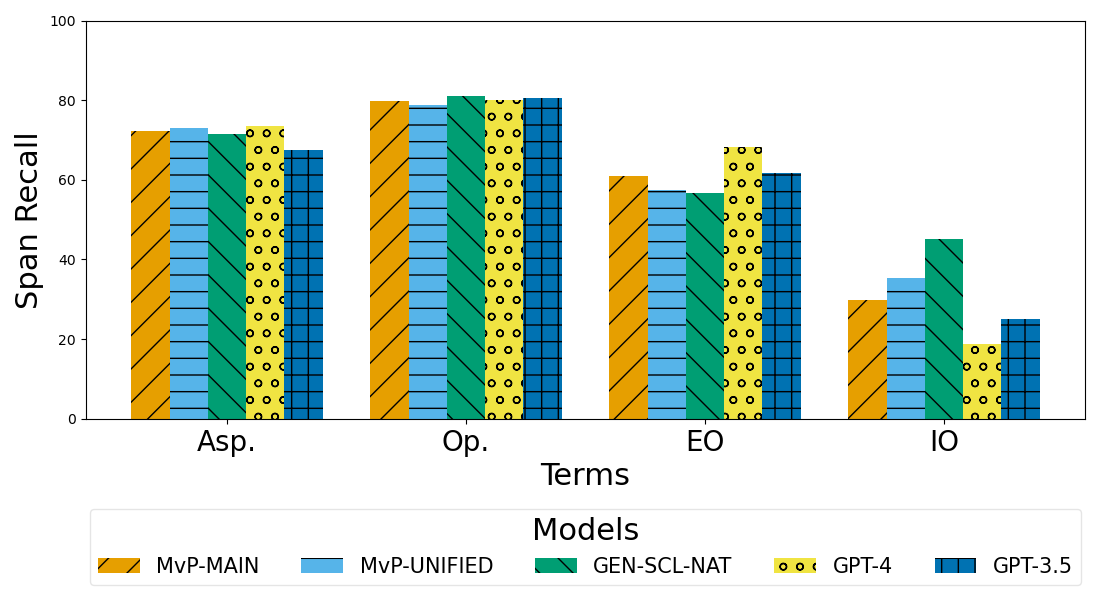 100
80
60
40
20
0
Span Recall
Asp. Op. EO IO
Terms
Models
MvP-MAIN MvP-UNIFIED GEN-SCL-NAT GPT-4 GPT-3.5